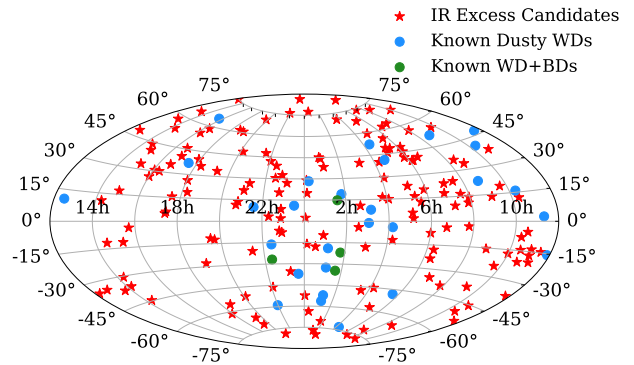 IR Excess Candidates
Known Dusty WDs
Known WD+BDs
75° 75°
60° 60°
45° 45°
30° 30°
15° 15°
14h 18h 22h 2h 6h 10h
0° 0°
-15° -15°
-30° -30°
-45° -45°
-60° -60°
-75° -75°